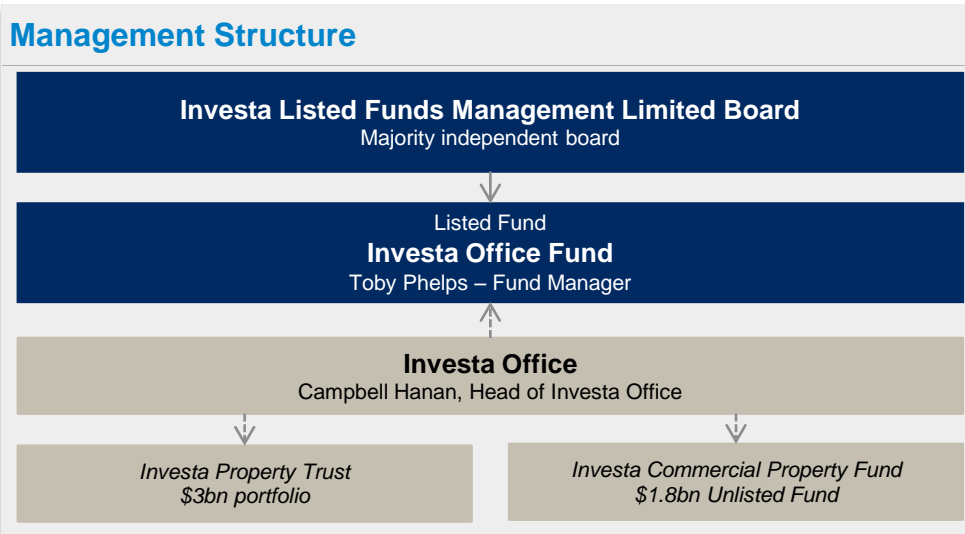 Management Structure
Investa Listed Funds Management Limited Board
Majority independent board
Listed Fund
Investa Office Fund
Toby Phelps – Fund Manager
Investa Office
Campbell Hanan, Head of Investa Office
Investa Property Trust
$3bn portfolio
Investa Commercial Property Fund
$1.8bn Unlisted Fund